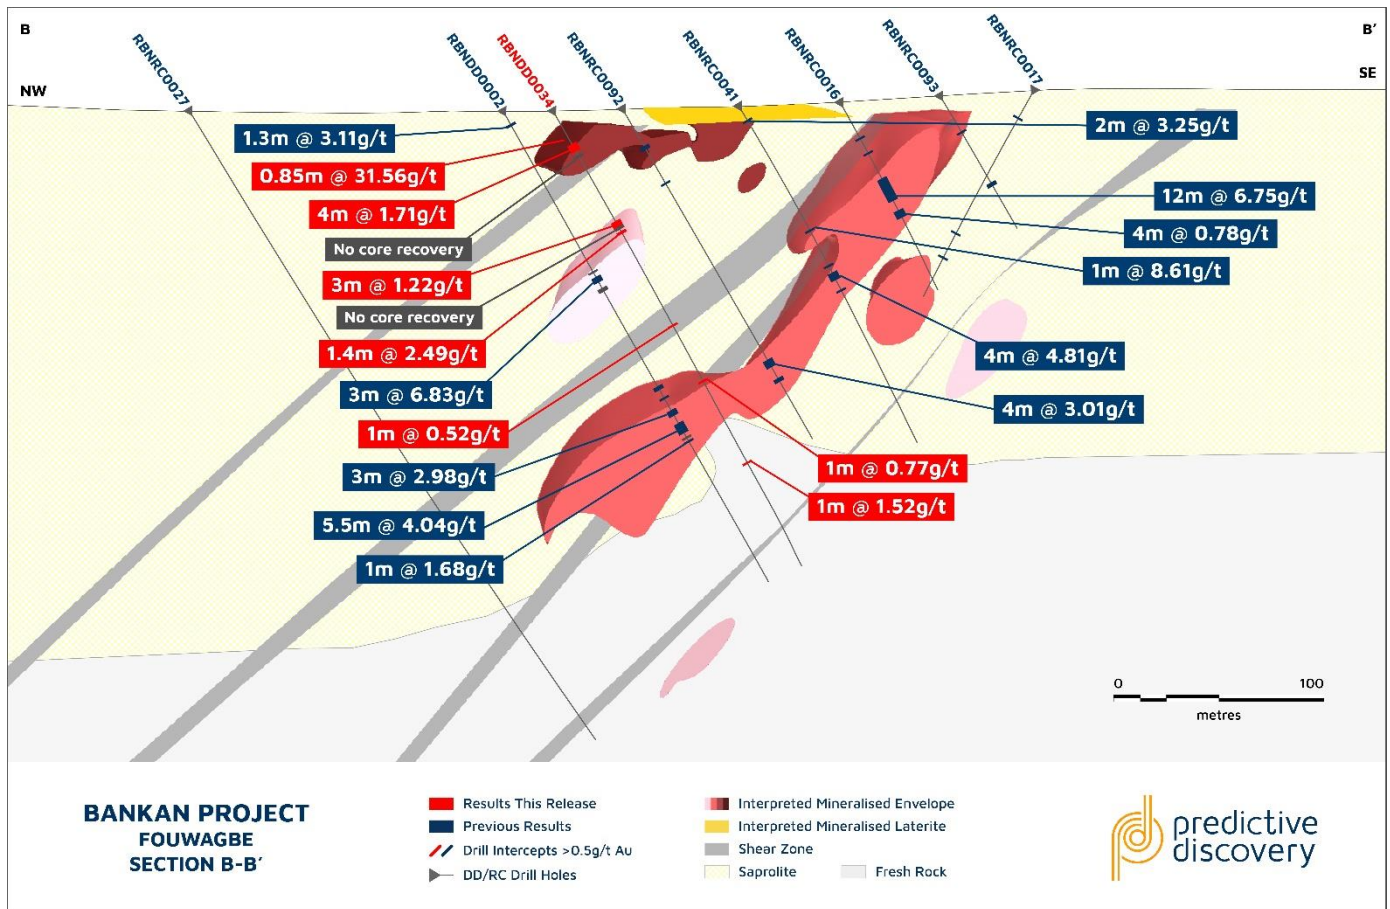 B
B'
NW
SE
RBNRC0027
RBNDD0002
RBNDD0034
RBNRC0092
RBNRC0041
RBNRC0016
RBNRC0093
RBNRC0017
1.3m @ 3.11g/t
0.85m @ 31.56g/t
4m @ 1.71g/t
No core recovery
3m @ 1.22g/t
No core recovery
1.4m @ 2.49g/t
3m @ 6.83g/t
1m @ 0.52g/t
3m @ 2.98g/t
5.5m @ 4.04g/t
1m @ 1.68g/t
2m @ 3.25g/t
12m @ 6.75g/t
4m @ 0.78g/t
1m @ 8.61g/t
4m @ 4.81g/t
4m @ 3.01g/t
1m @ 0.77g/t
1m @ 1.52g/t
0 100
metres
BANKAN PROJECT
FOUWAGBE
SECTION B-B'
Results This Release
Previous Results
Drill Intercepts >0.5g/t Au
DD/RC Drill Holes
Interpreted Mineralised Envelope
Interpreted Mineralised Laterite
Shear Zone
Saprolite
Fresh Rock
predictive
discovery